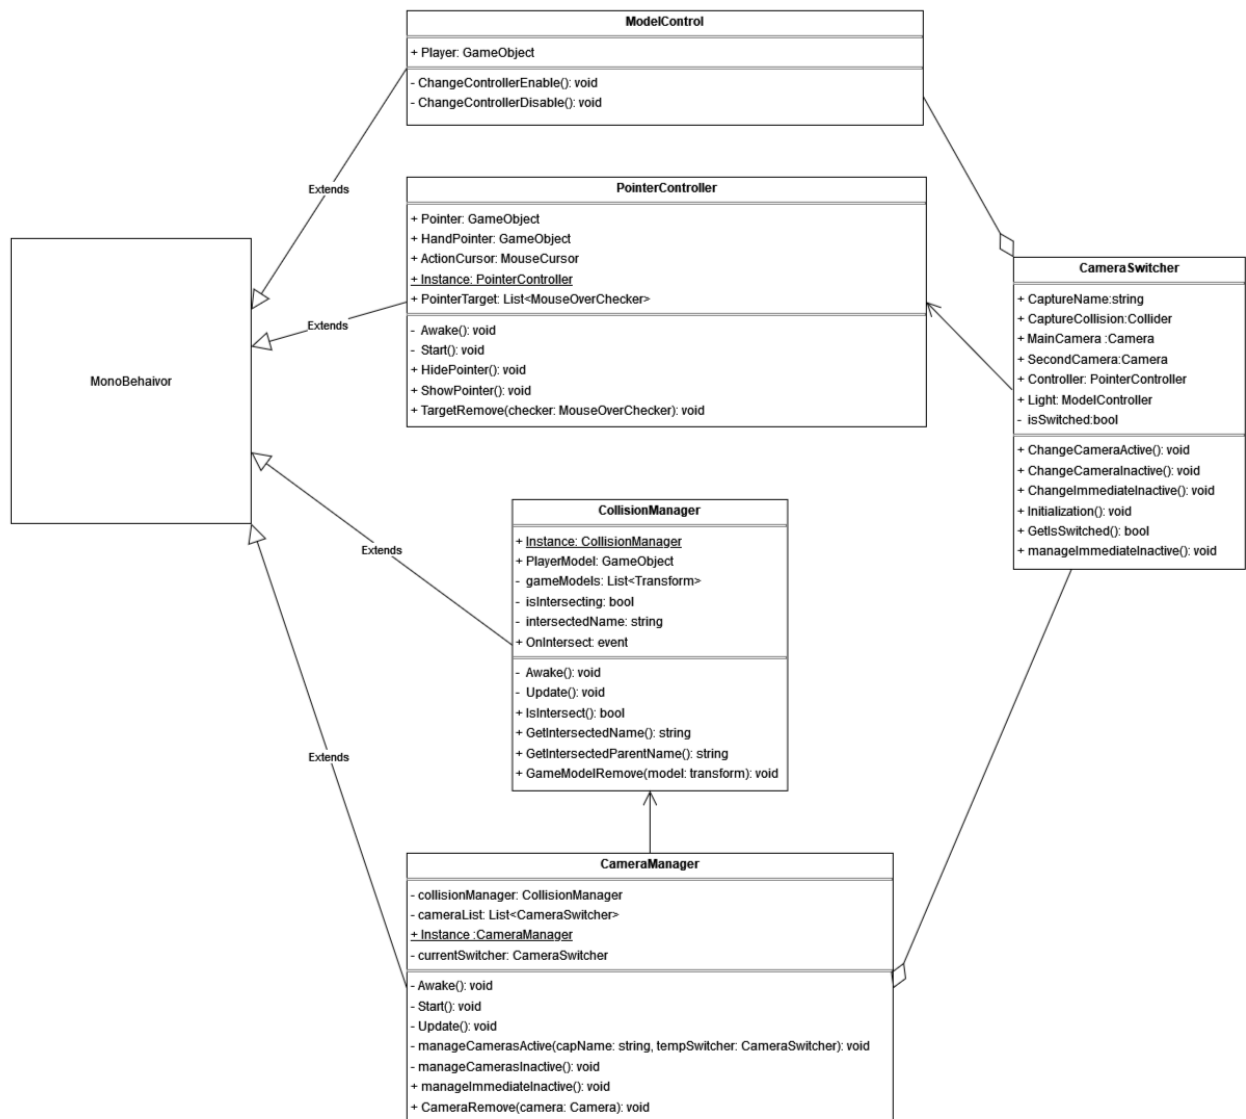 ModelControl
+ Player: GameObject
- ChangeControllerEnable(): void
- ChangeControllerDisable(): void
Extends
PointerController
+ Pointer: GameObject
+ HandPointer: GameObject
+ ActionCursor: MouseCursor
+ Instance: PointerController
+ PointerTarget: List<MouseOverChecker>
- Awake(): void
- Start(): void
+ HidePointer(): void
+ ShowPointer(): void
+ TargetRemove(checker: MouseOverChecker): void
Extends
MonoBehaivor
CameraSwitcher
+ CaptureName:string
+ CaptureCollision:Collider
+ MainCamera :Camera
+ SecondCamera:Camera
+ Controller: PointerController
+ Light: ModelController
- isSwitched:bool
+ ChangeCameraActive(): void
+ ChangeCameraInactive(): void
+ ChangeImmediateInactive(): void
+ Initialization(): void
+ GetIsSwitched(): bool
+ manageImmediateInactive(): void
Extends
CollisionManager
+ Instance: CollisionManager
+ PlayerModel: GameObject
- gameModels: List<Transform>
- isIntersecting: bool
- intersectedName: string
+ OnIntersect: event
- Awake(): void
- Update(): void
+ IsIntersect(): bool
+ GetIntersectedName(): string
+ GetIntersectedParentName(): string
+ GameModelRemove(model: transform): void
Extends
CameraManager
- collisionManager: CollisionManager
- cameraList: List<CameraSwitcher>
+ Instance :CameraManager
- currentSwitcher: CameraSwitcher
- Awake(): void
- Start(): void
- Update(): void
- manageCamerasActive(capName: string, tempSwitcher: CameraSwitcher): void
- manageCamerasInactive(): void
+ manageImmediateInactive(): void
+ CameraRemove(camera: Camera): void